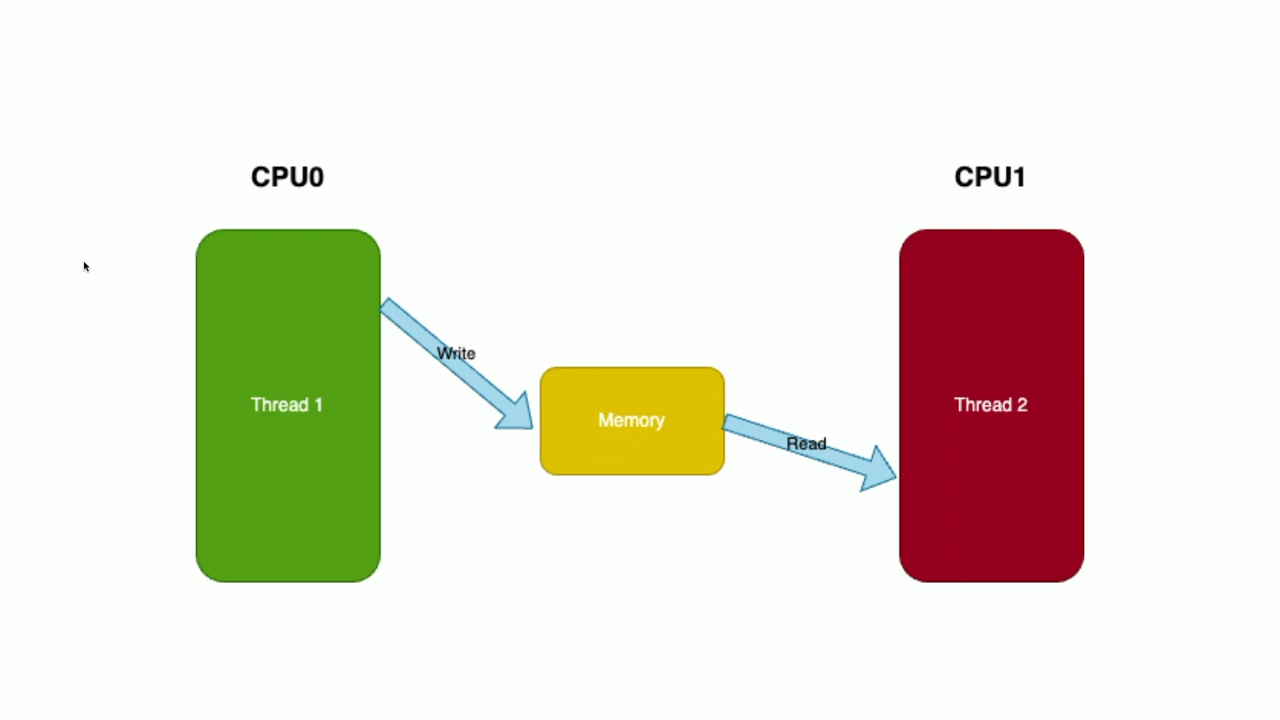 CPU0
CPU1
Write
Thread 1
Memory
Read
Thread 2